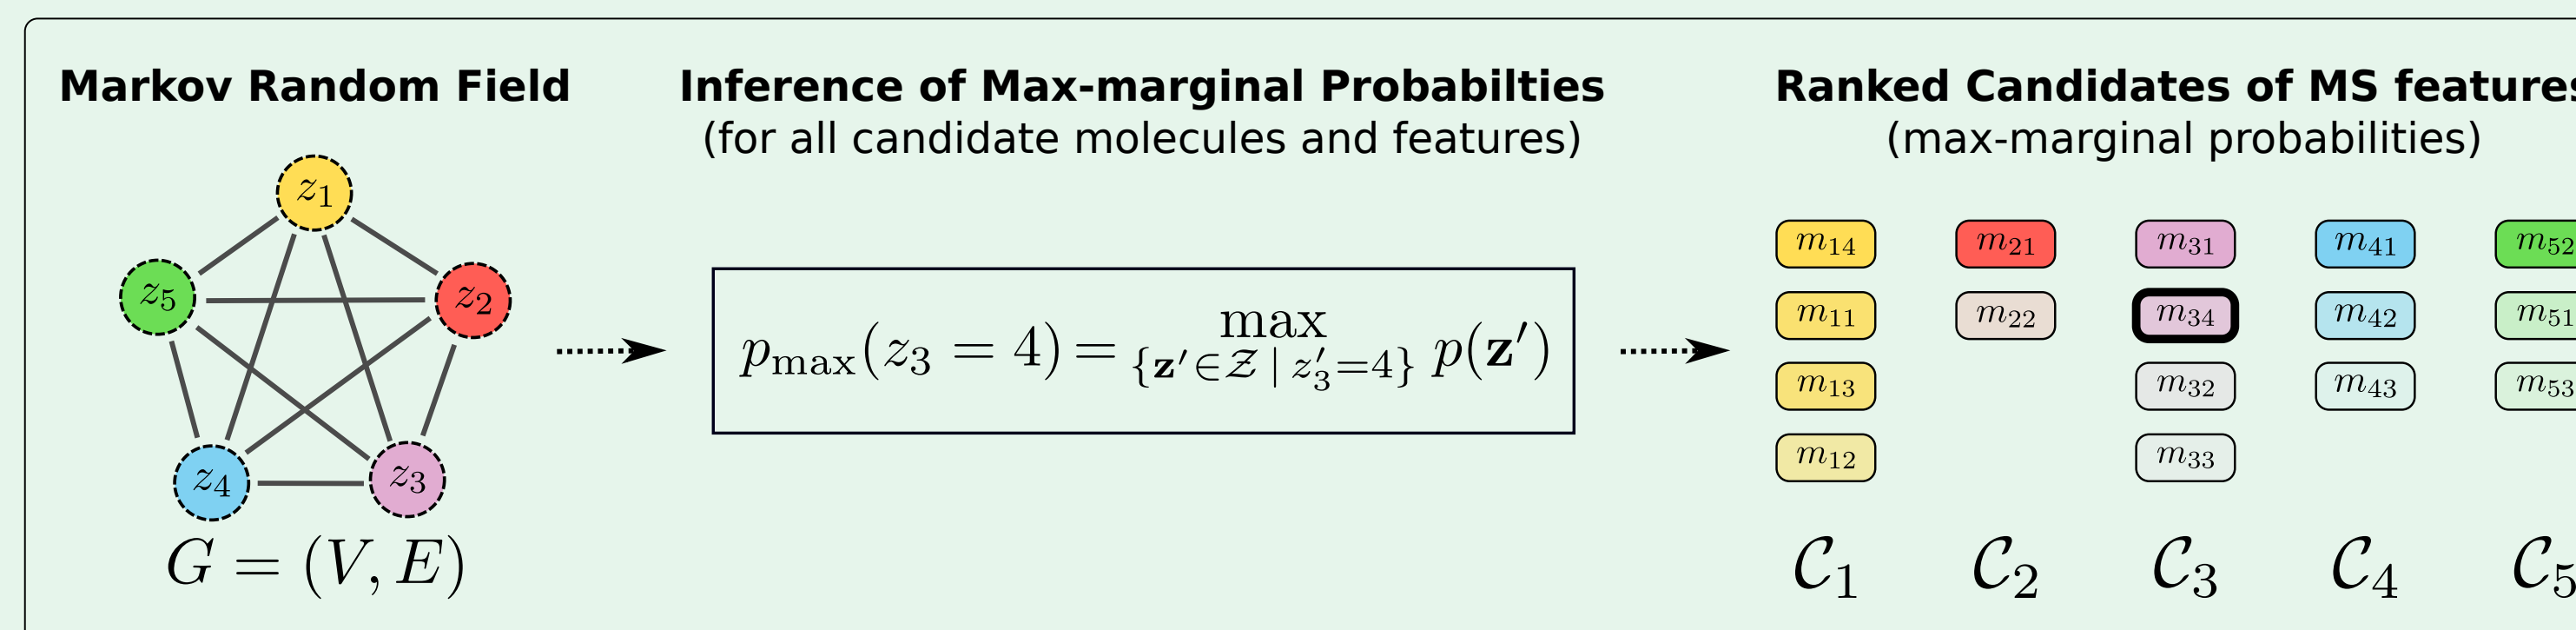 Markov Random Field
z1
z5
z2
z4
z3
G = (V, E)
Inference of Max-marginal Probabilties
(for all candidate molecules and features)
pmax(z3 = 4) = max{z′∈𝒵 | z′3=4} p(z′)
Ranked Candidates of MS features
(max-marginal probabilities)
m14 m21 m31 m41 m52
m11 m22 m34 m42 m51
m13 m32 m43 m53
m12 m33
𝒞1 𝒞2 𝒞3 𝒞4 𝒞5